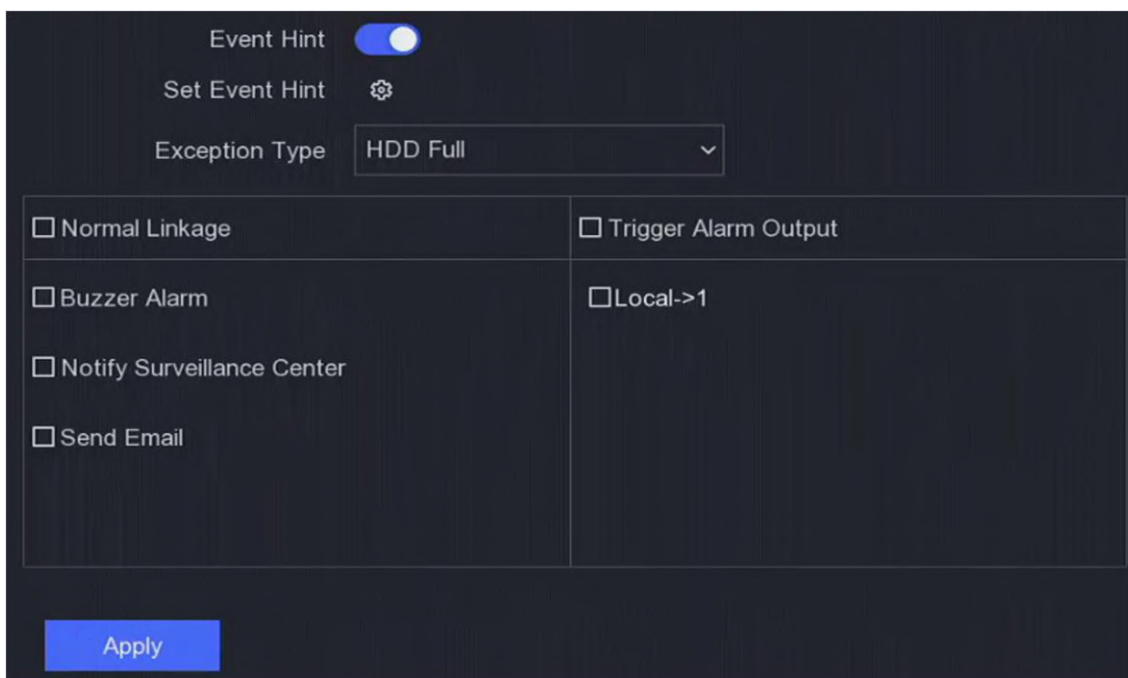 Event Hint
Set Event Hint
Exception Type HDD Full
Normal Linkage Trigger Alarm Output
Buzzer Alarm Local->1
Notify Surveillance Center
Send Email
Apply